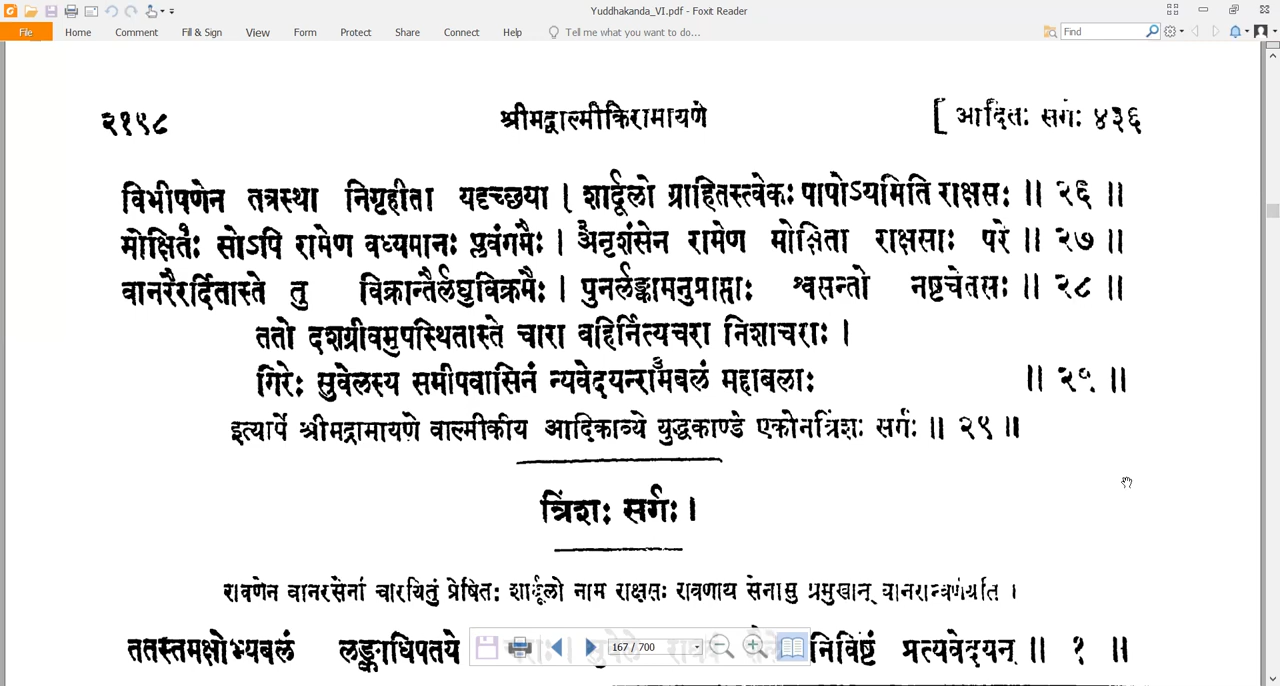 Yuddhakanda_VI.pdf - Foxit Reader
File Home Comment Fill & Sign View Form Protect Share Connect Help Tell me what you want to do... Find
२१९८ श्रीमद्वाल्मीकिरामायणे [ आदितः सर्गः ४३६
विभीषणेन तत्रस्था निगृहीता यदृच्छया । शार्दूलो ग्राहितस्त्वेकः पापोऽयमिति राक्षसः ॥ २६ ॥
मोक्षितः सोऽपि रामेण वध्यमानः प्लवंगमैः । अनृशंसेन रामेण मोक्षिता राक्षसाः परे ॥ २७ ॥
वानरैरर्दितास्ते तु विक्रान्तैर्लघुविक्रमैः । पुनर्लङ्कामनुप्राप्ताः श्वसन्तो नष्टचेतसः ॥ २८ ॥
ततो दशग्रीवमुपस्थितास्ते चारा बहिर्नित्यचरा निशाचराः ।
गिरेः सुवेलस्य समीपवासिनं न्यवेदयन्रामबलं महाबलाः ॥ २९ ॥
इत्यार्षे श्रीमद्रामायणे वाल्मीकीय आदिकाव्ये युद्धकाण्डे एकोनत्रिंशः सर्गः ॥ २९ ॥
त्रिंशः सर्गः ।
रावणेन वानरसेनां चारयितुं प्रेषितः शार्दूलो नाम राक्षसः रावणाय सेनासु प्रमुखान् वानरान्वर्णयति ।
ततस्तमक्षोभ्यबलं लङ्काधिपतये निविष्टं प्रत्यवेदयन् ॥ १ ॥
167 / 700